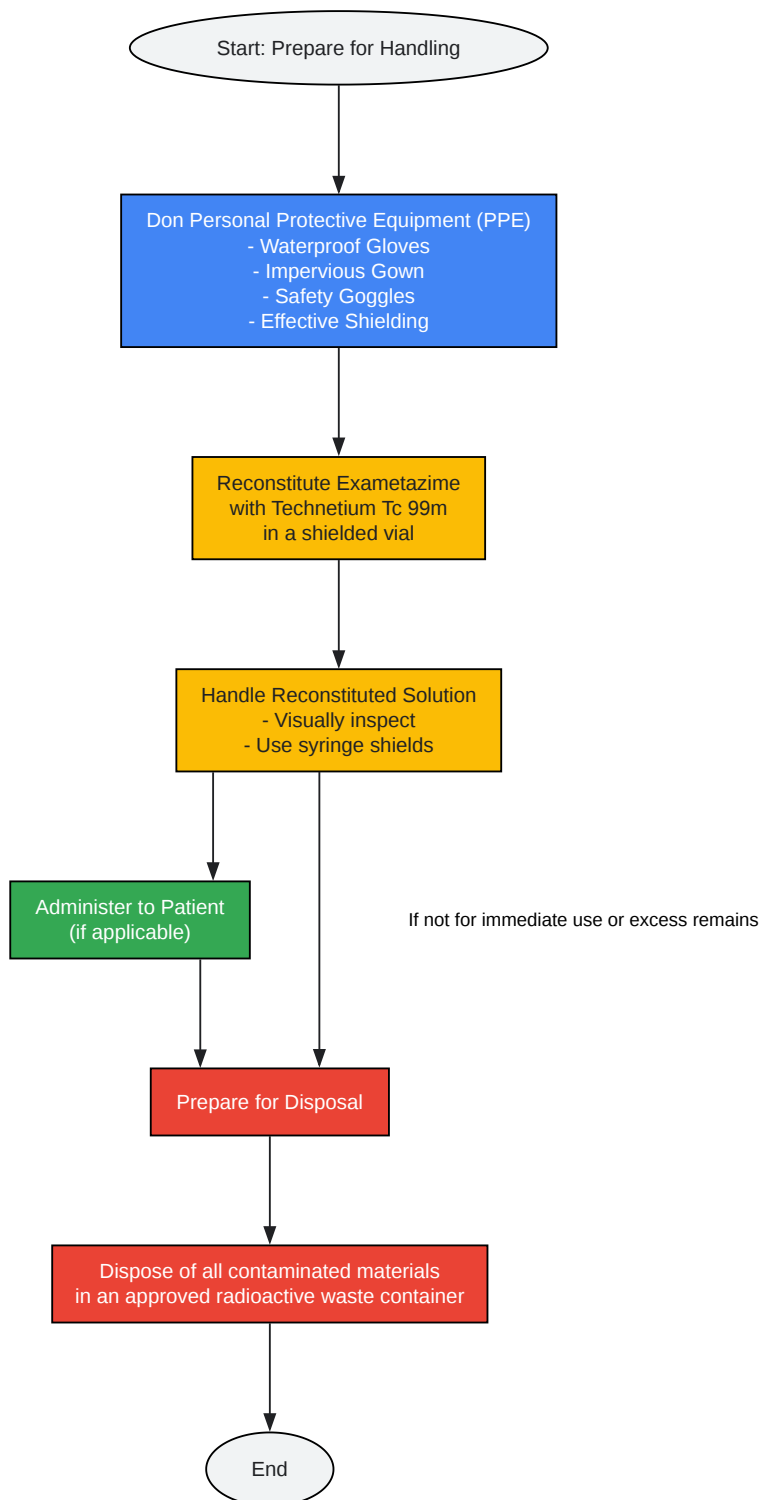 Start: Prepare for Handling
Don Personal Protective Equipment (PPE)
- Waterproof Gloves
- Impervious Gown
- Safety Goggles
- Effective Shielding
Reconstitute Exametazime
with Technetium Tc 99m
in a shielded vial
Handle Reconstituted Solution
- Visually inspect
- Use syringe shields
Administer to Patient
(if applicable)
If not for immediate use or excess remains
Prepare for Disposal
Dispose of all contaminated materials
in an approved radioactive waste container
End